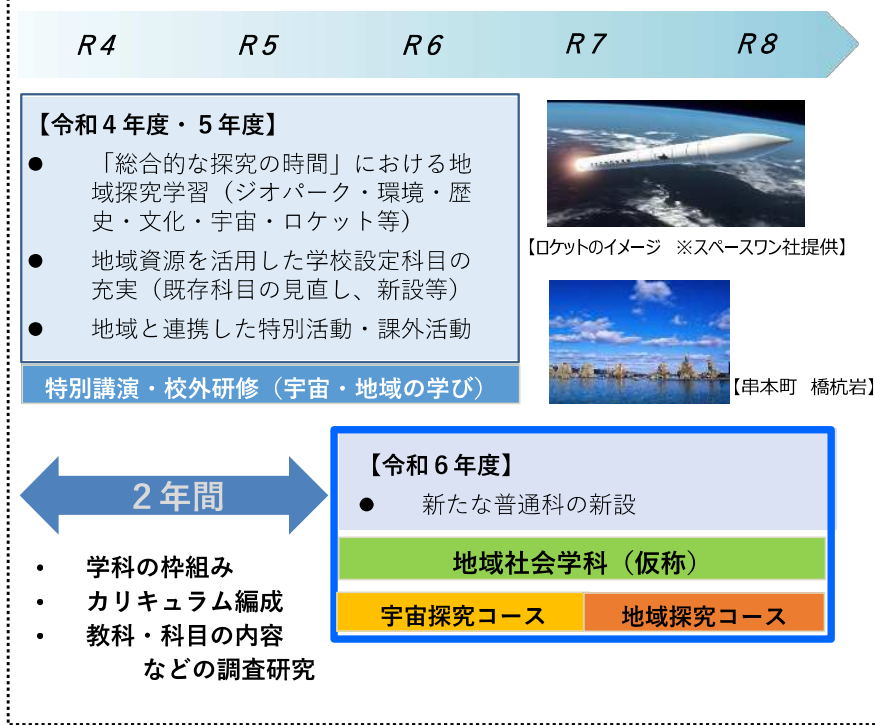 R4 R5 R6 R7 R8
【令和４年度・５年度】
● 「総合的な探究の時間」における地
域探究学習（ジオパーク・環境・歴
史・文化・宇宙・ロケット等）
● 地域資源を活用した学校設定科目の
充実（既存科目の見直し、新設等）
● 地域と連携した特別活動・課外活動
特別講演・校外研修（宇宙・地域の学び）
【ロケットのイメージ ※スペースワン社提供】
【串本町 橋杭岩】
２年間
・ 学科の枠組み
・ カリキュラム編成
・ 教科・科目の内容
などの調査研究
【令和６年度】
● 新たな普通科の新設
地域社会学科（仮称）
宇宙探究コース 地域探究コース